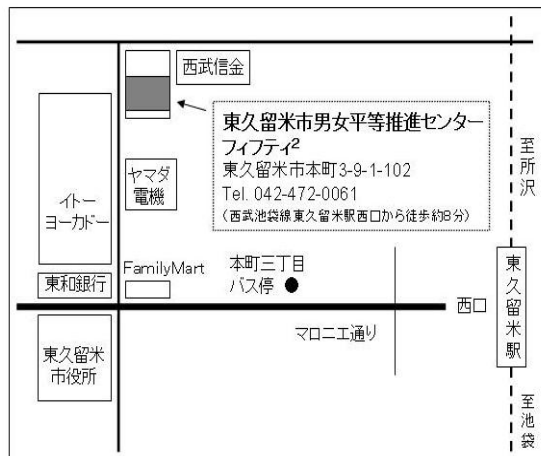 西武信金
東久留米市男女平等推進センター
フィフティ²
東久留米市本町3-9-1-102
Tel. 042-472-0061
(西武池袋線東久留米駅西口から徒歩約8分)
至所沢
ヤマダ
電機
イトー
ヨーカドー
FamilyMart
本町三丁目
バス停
東和銀行
西口
東久留米駅
マロニエ通り
東久留米
市役所
至池袋